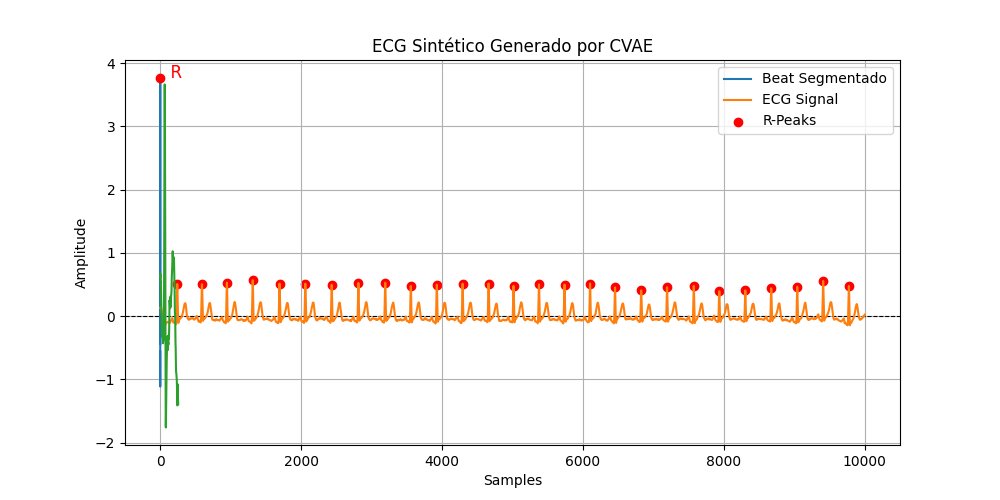 ECG Sintético Generado por CVAE
R
Beat Segmentado
ECG Signal
R-Peaks
Amplitude
4
3
2
1
0
−1
−2
0 2000 4000 6000 8000 10000
Samples